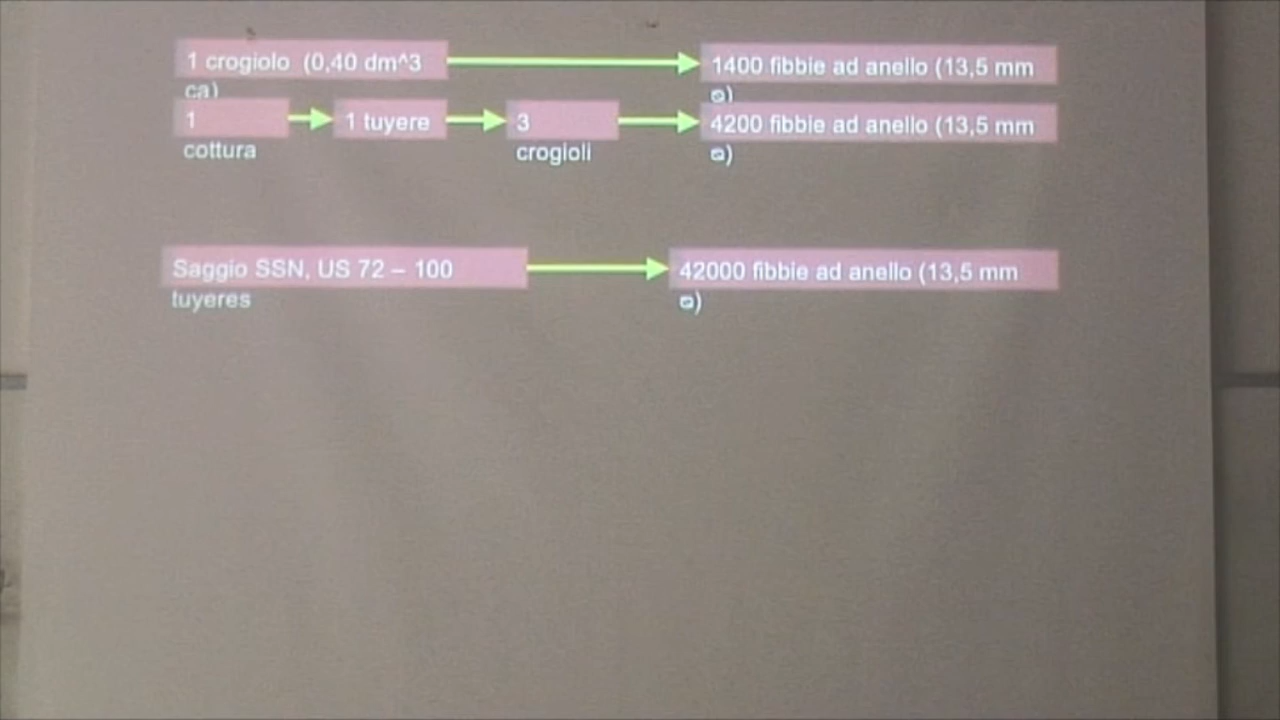 1 crogiolo (0,40 dm^3
ca)
1400 fibbie ad anello (13,5 mm
ø)
1
cottura
1 tuyere
3
crogioli
4200 fibbie ad anello (13,5 mm
ø)
Saggio SSN, US 72 – 100
tuyeres
42000 fibbie ad anello (13,5 mm
ø)